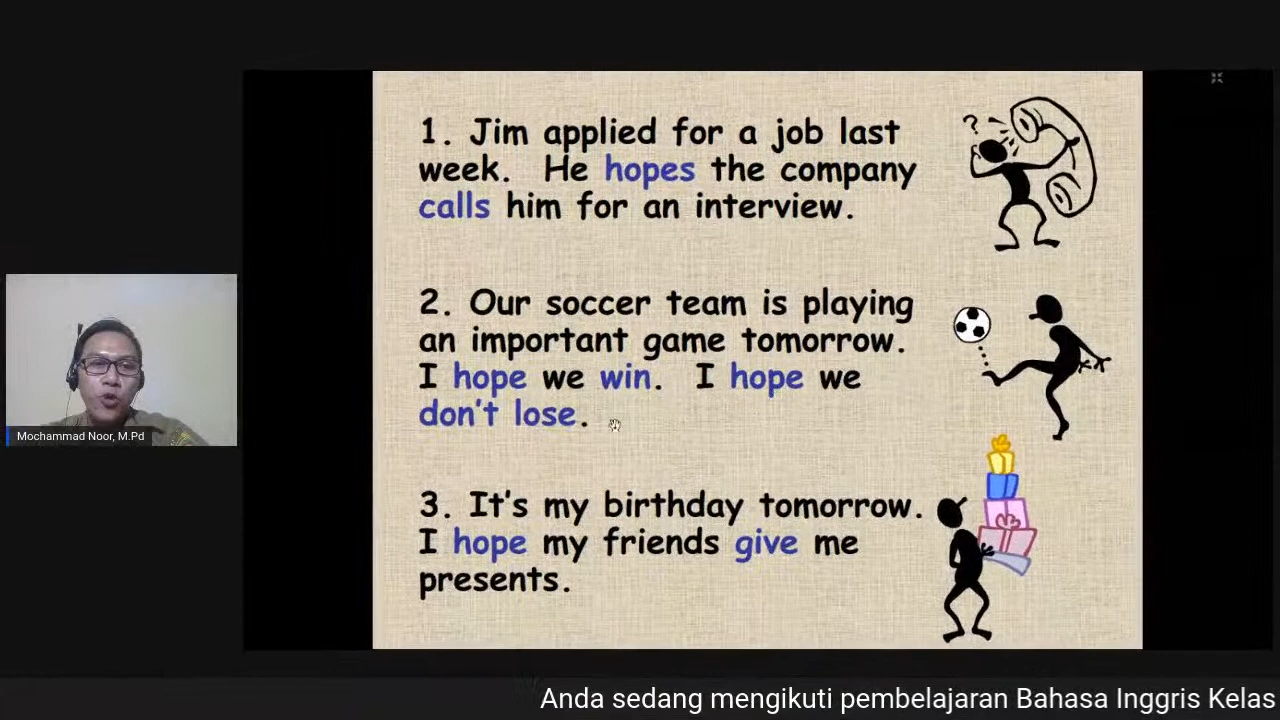 1. Jim applied for a job last
week. He hopes the company
calls him for an interview.
?
2. Our soccer team is playing
an important game tomorrow.
I hope we win. I hope we
don't lose.
3. It's my birthday tomorrow.
I hope my friends give me
presents.
Mochammad Noor, M.Pd
Anda sedang mengikuti pembelajaran Bahasa Inggris Kelas